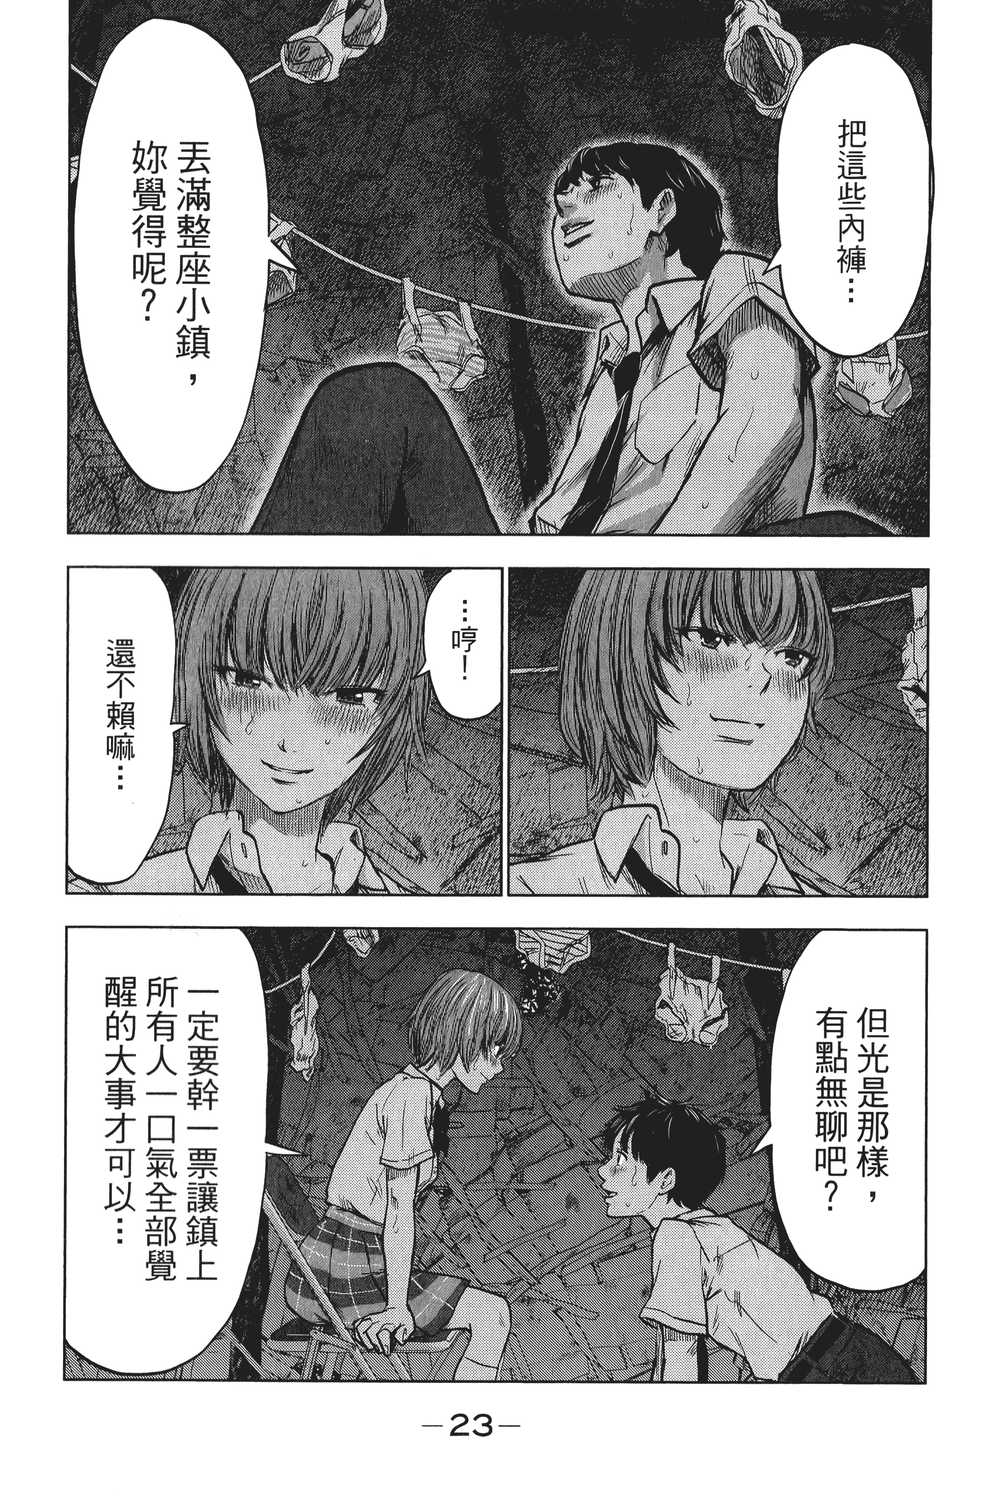 把這些內褲…
丟滿整座小鎮，
妳覺得呢？
…哼！
還不賴嘛…
但光是那樣，
有點無聊吧？
一定要幹一票讓鎮上
所有人一口氣全部覺
醒的大事才可以…
－23－